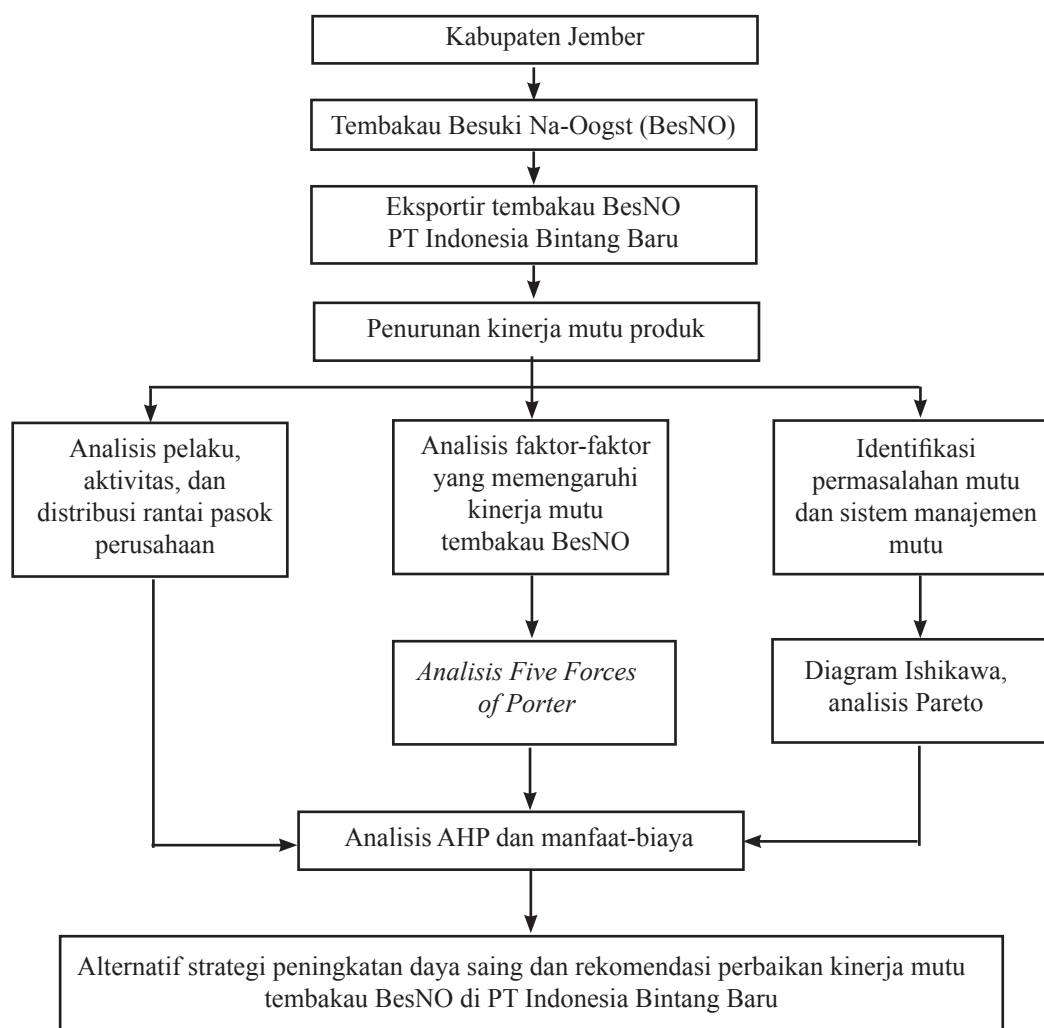 Kabupaten Jember
Tembakau Besuki Na-Oogst (BesNO)
Eksportir tembakau BesNO
PT Indonesia Bintang Baru
Penurunan kinerja mutu produk
Analisis pelaku,
aktivitas, dan
distribusi rantai pasok
perusahaan
Analisis faktor-faktor
yang memengaruhi
kinerja mutu
tembakau BesNO
Identifikasi
permasalahan mutu
dan sistem manajemen
mutu
Analisis Five Forces
of Porter
Diagram Ishikawa,
analisis Pareto
Analisis AHP dan manfaat-biaya
Alternatif strategi peningkatan daya saing dan rekomendasi perbaikan kinerja mutu
tembakau BesNO di PT Indonesia Bintang Baru